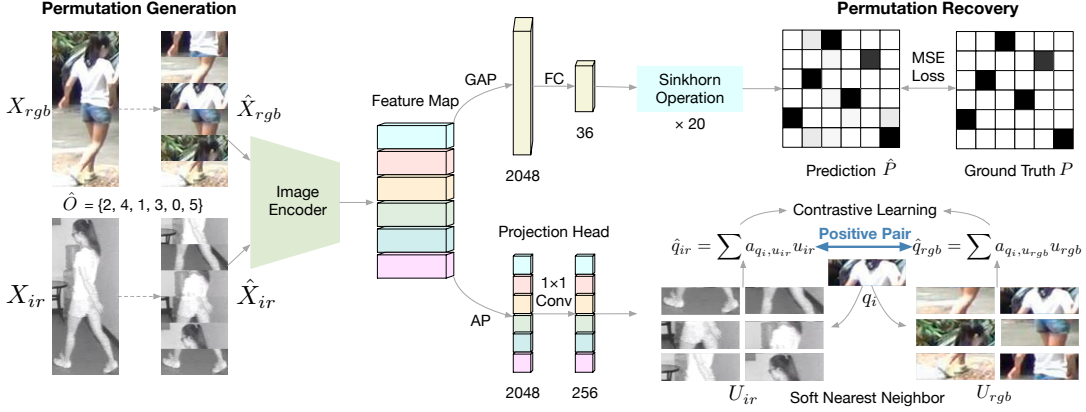 Permutation Generation
Permutation Recovery
X_rgb
X̂_rgb
Ô = {2, 4, 1, 3, 0, 5}
X_ir
X̂_ir
Image
Encoder
Feature Map
GAP
2048
FC
36
Sinkhorn
Operation
× 20
Prediction P̂
MSE
Loss
Ground Truth P
Projection Head
AP
1×1
Conv
2048
256
Contrastive Learning
q̂_ir = ∑ a_{q_i,u_ir} u_ir
Positive Pair
q̂_rgb = ∑ a_{q_i,u_rgb} u_rgb
q_i
U_ir
Soft Nearest Neighbor
U_rgb